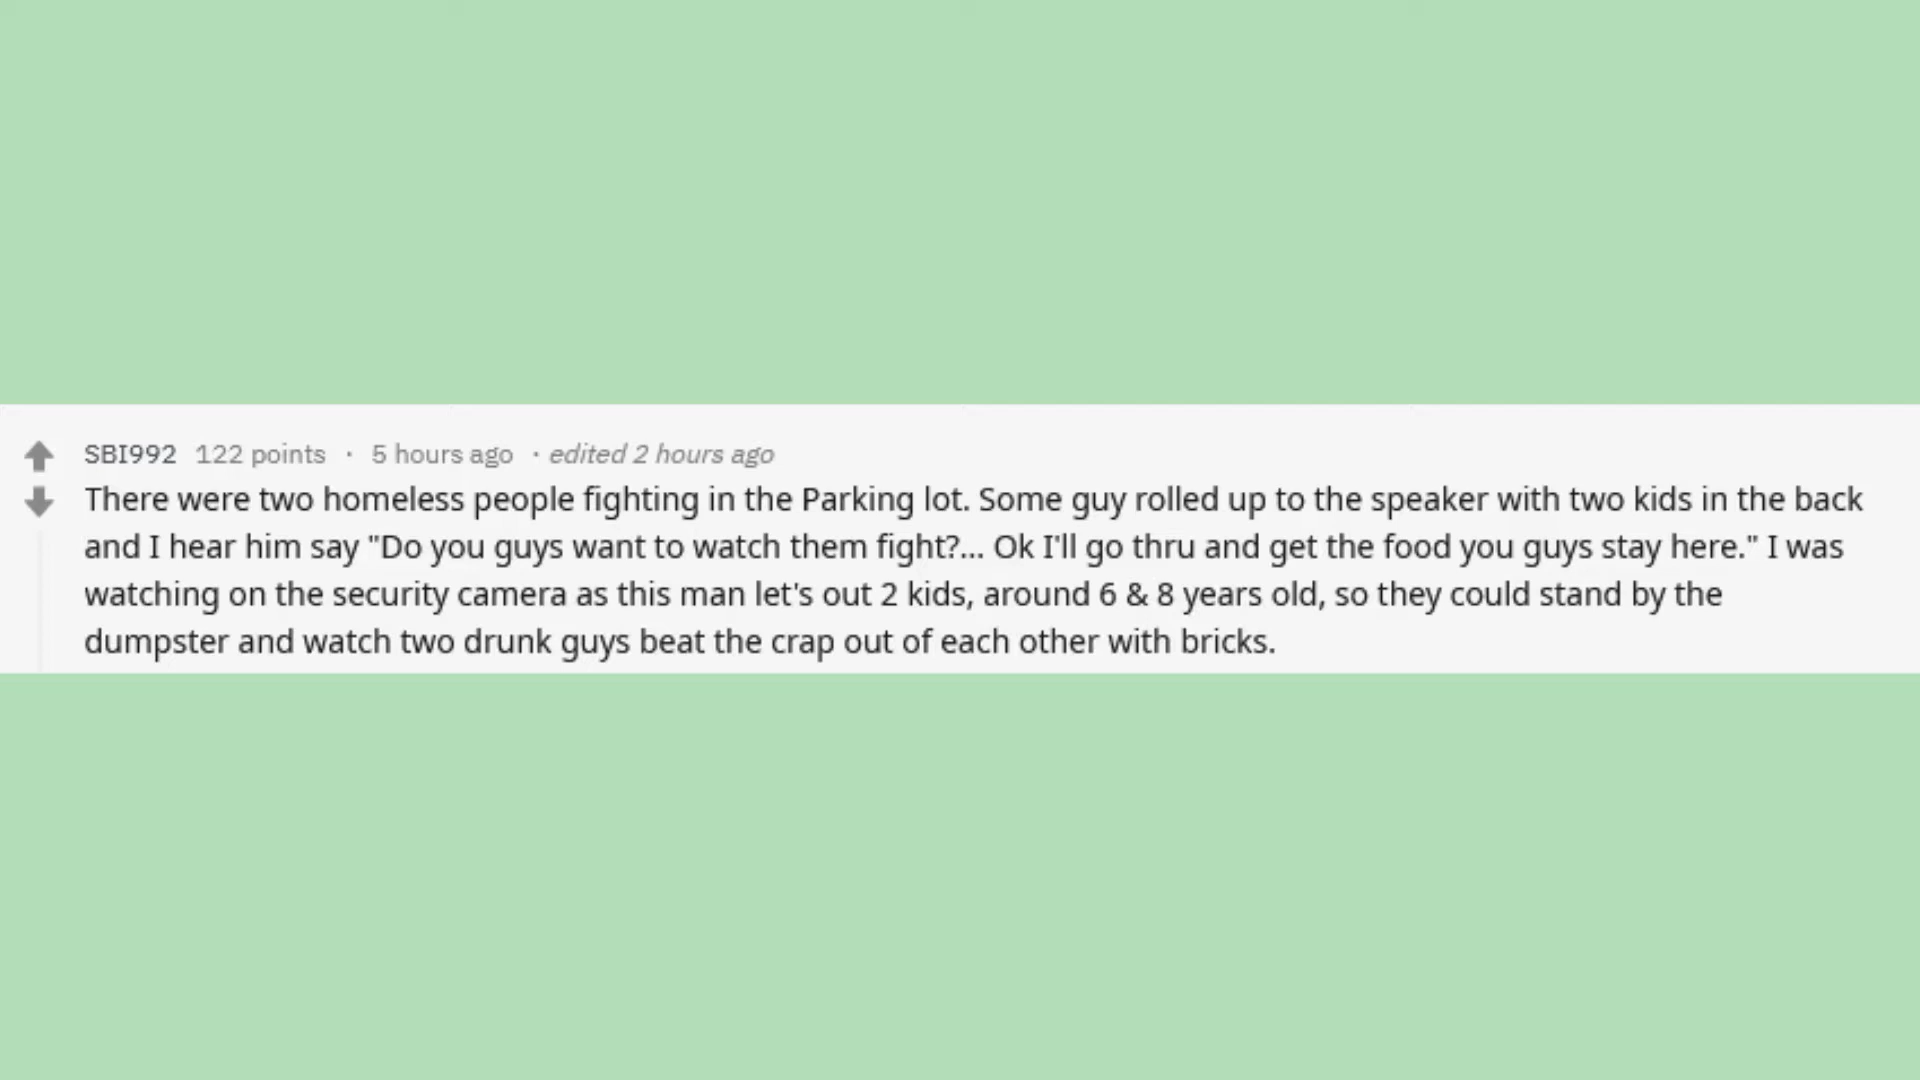 SBI992 122 points · 5 hours ago · edited 2 hours ago
There were two homeless people fighting in the Parking lot. Some guy rolled up to the speaker with two kids in the back
and I hear him say "Do you guys want to watch them fight?... Ok I'll go thru and get the food you guys stay here." I was
watching on the security camera as this man let's out 2 kids, around 6 & 8 years old, so they could stand by the
dumpster and watch two drunk guys beat the crap out of each other with bricks.